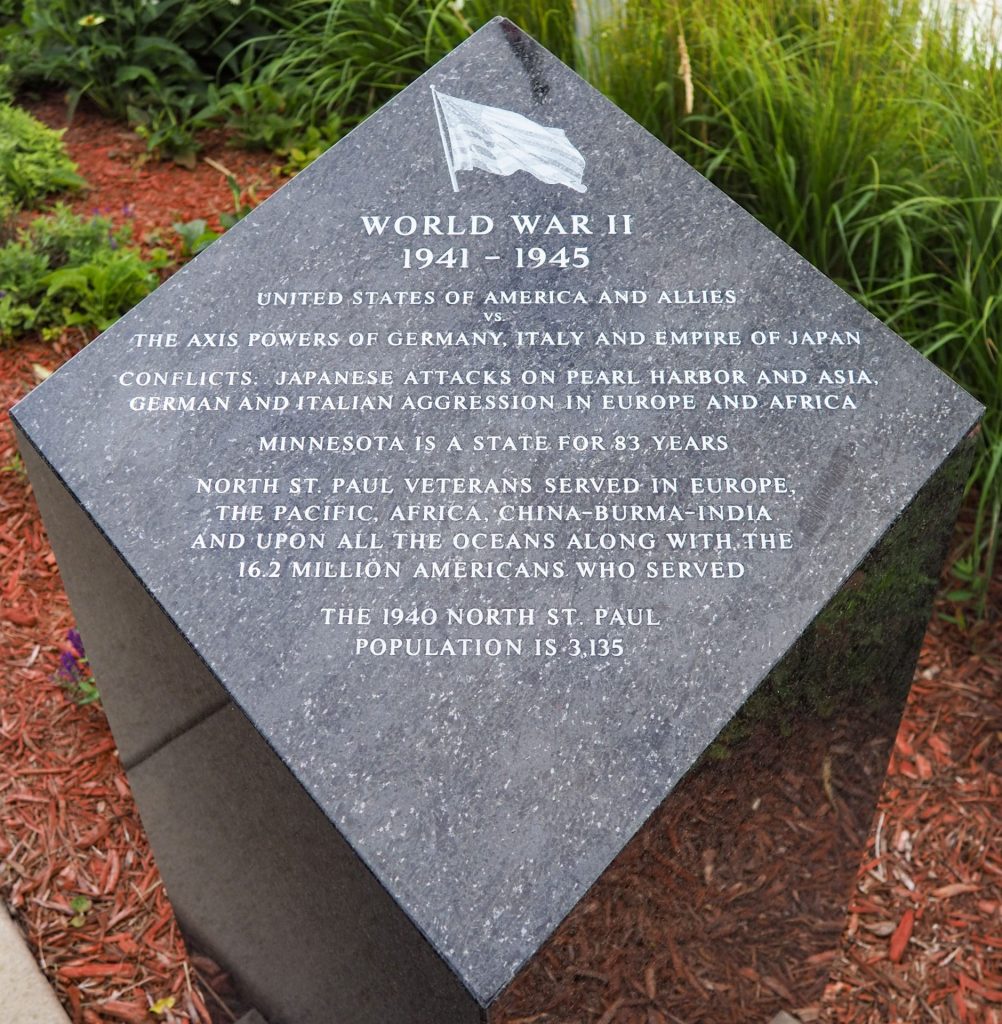 WORLD WAR II
1941 - 1945
UNITED STATES OF AMERICA AND ALLIES
VS.
THE AXIS POWERS OF GERMANY, ITALY AND EMPIRE OF JAPAN
CONFLICTS: JAPANESE ATTACKS ON PEARL HARBOR AND ASIA,
GERMAN AND ITALIAN AGGRESSION IN EUROPE AND AFRICA
MINNESOTA IS A STATE FOR 83 YEARS
NORTH ST. PAUL VETERANS SERVED IN EUROPE,
THE PACIFIC, AFRICA, CHINA-BURMA-INDIA
AND UPON ALL THE OCEANS ALONG WITH THE
16.2 MILLION AMERICANS WHO SERVED
THE 1940 NORTH ST. PAUL
POPULATION IS 3,135